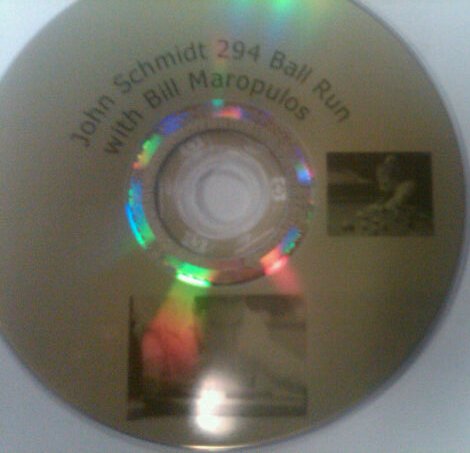 John Schmidt 294 Ball Run
with Bill Maropulos